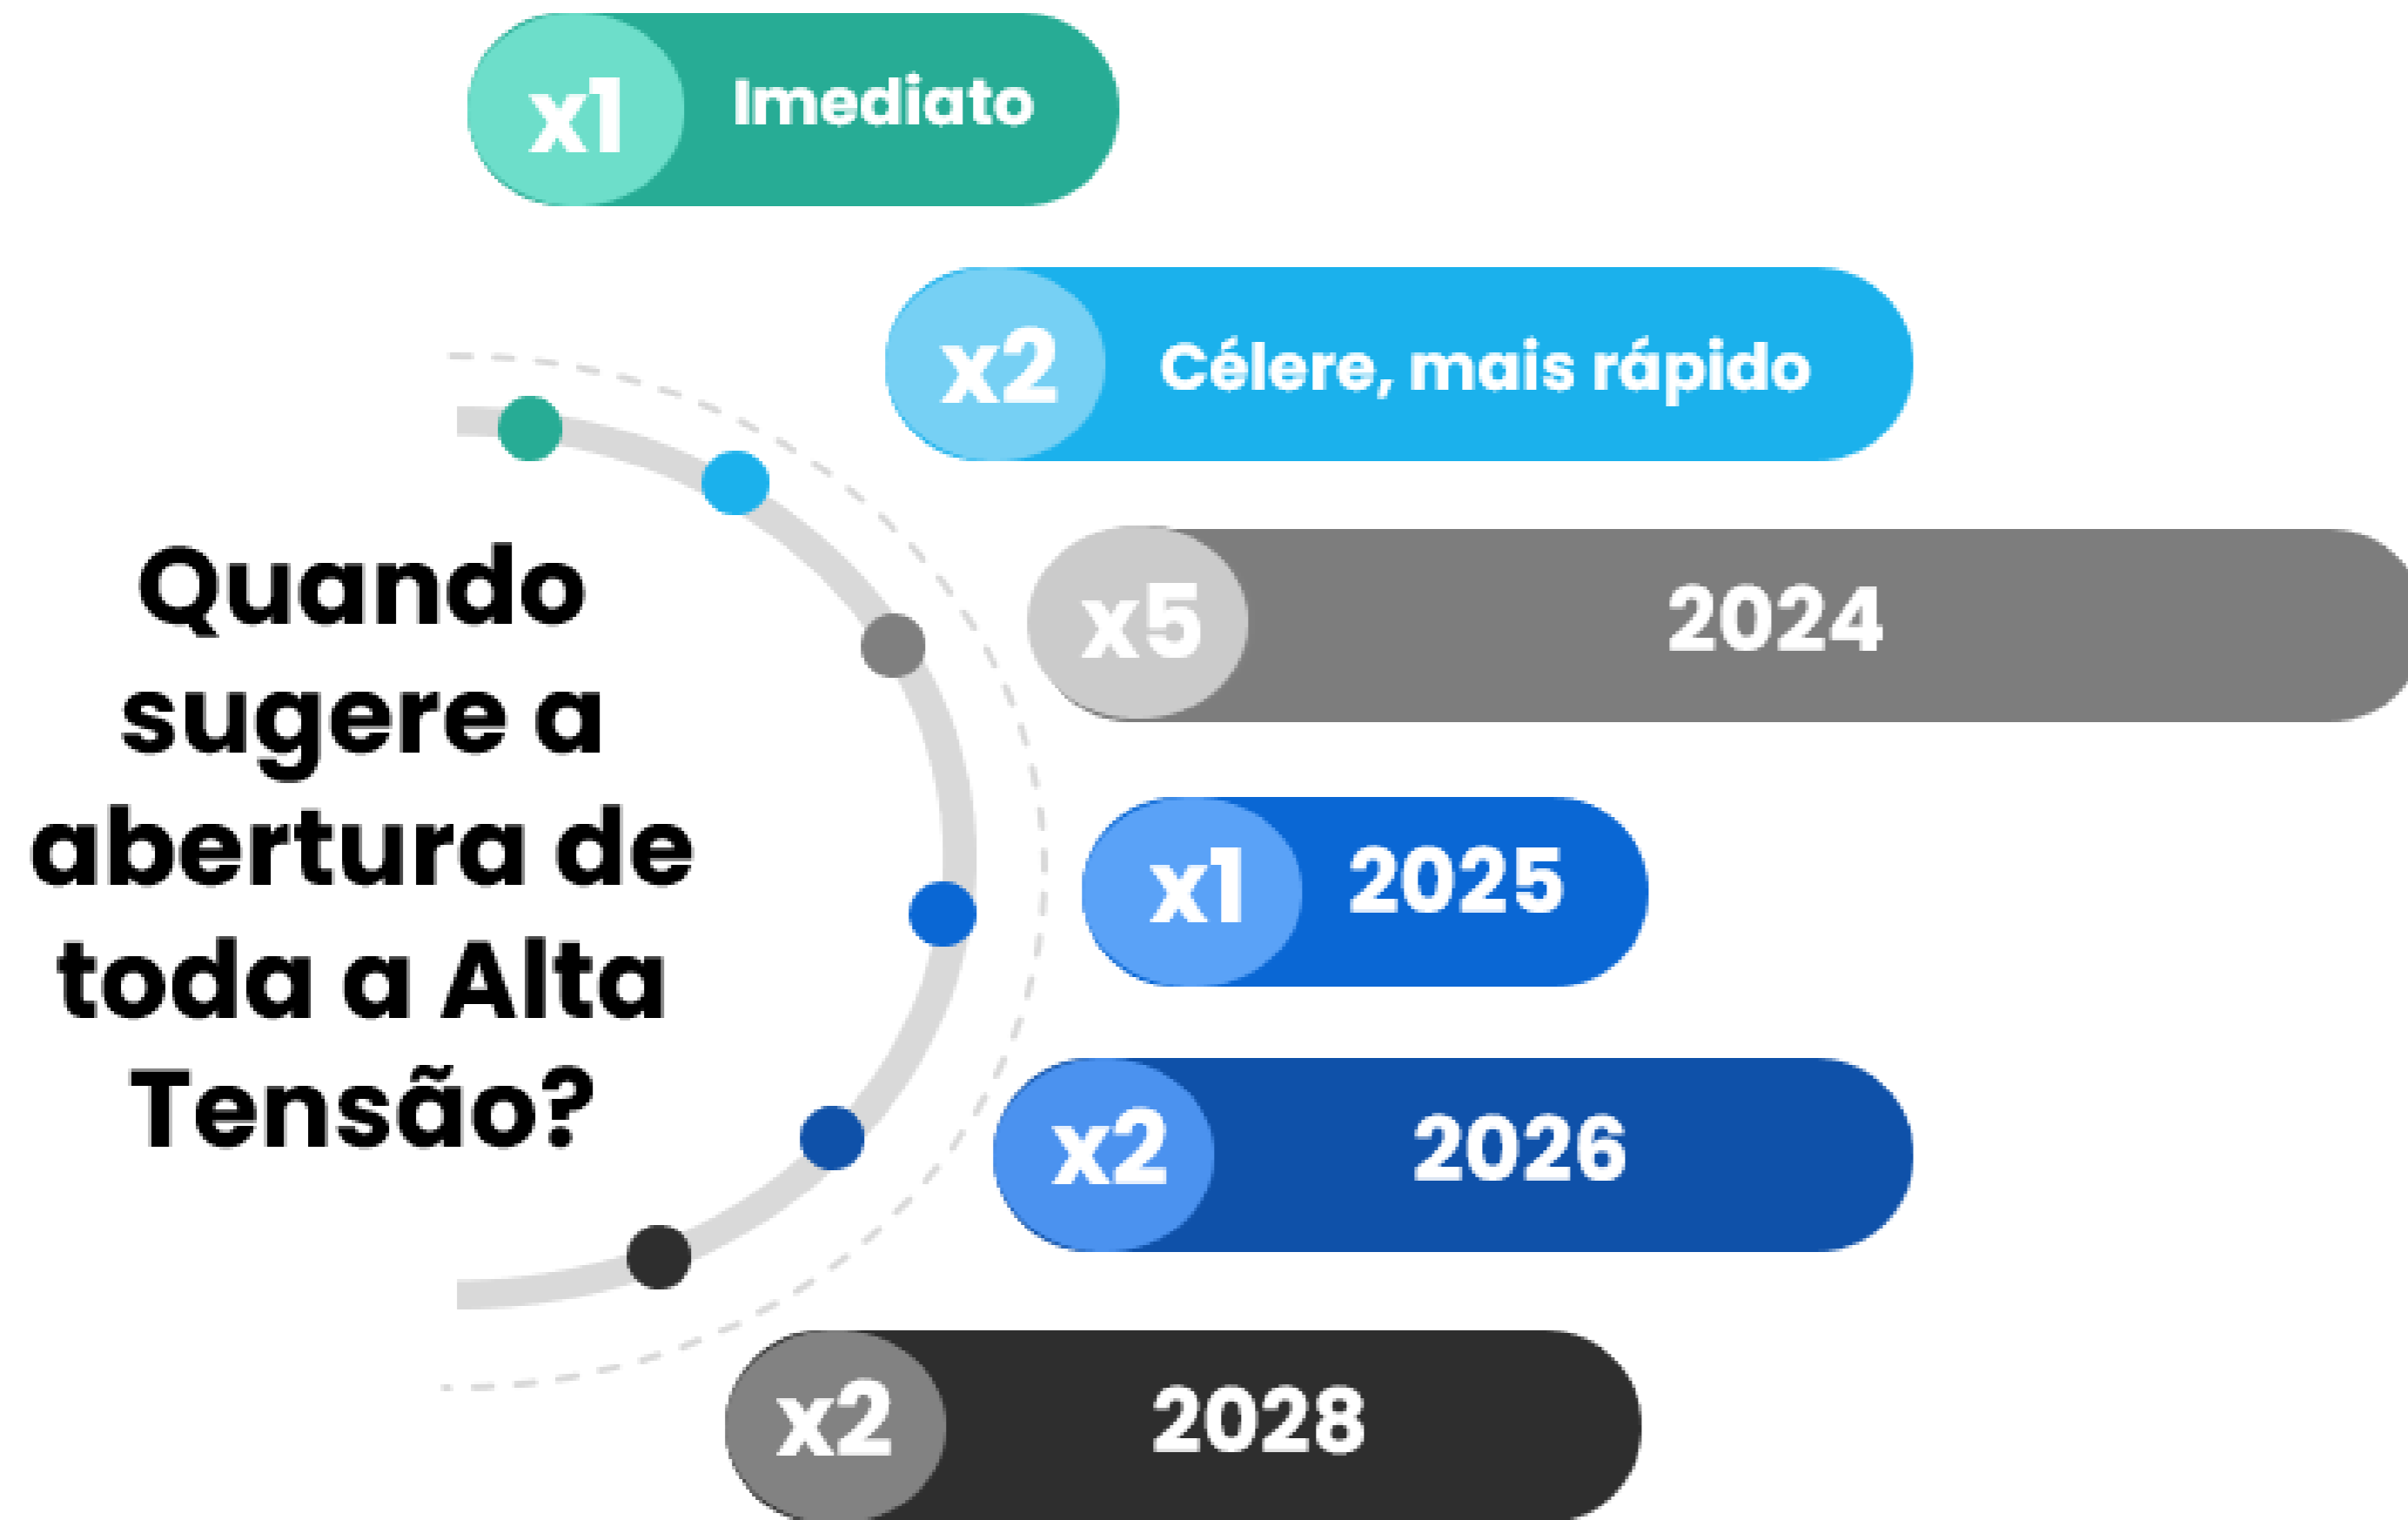 x1 Imediato
x2 Célere, mais rápido
x5 2024
Quando
sugere a
abertura de
toda a Alta
Tensão?
x1 2025
x2 2026
x2 2028